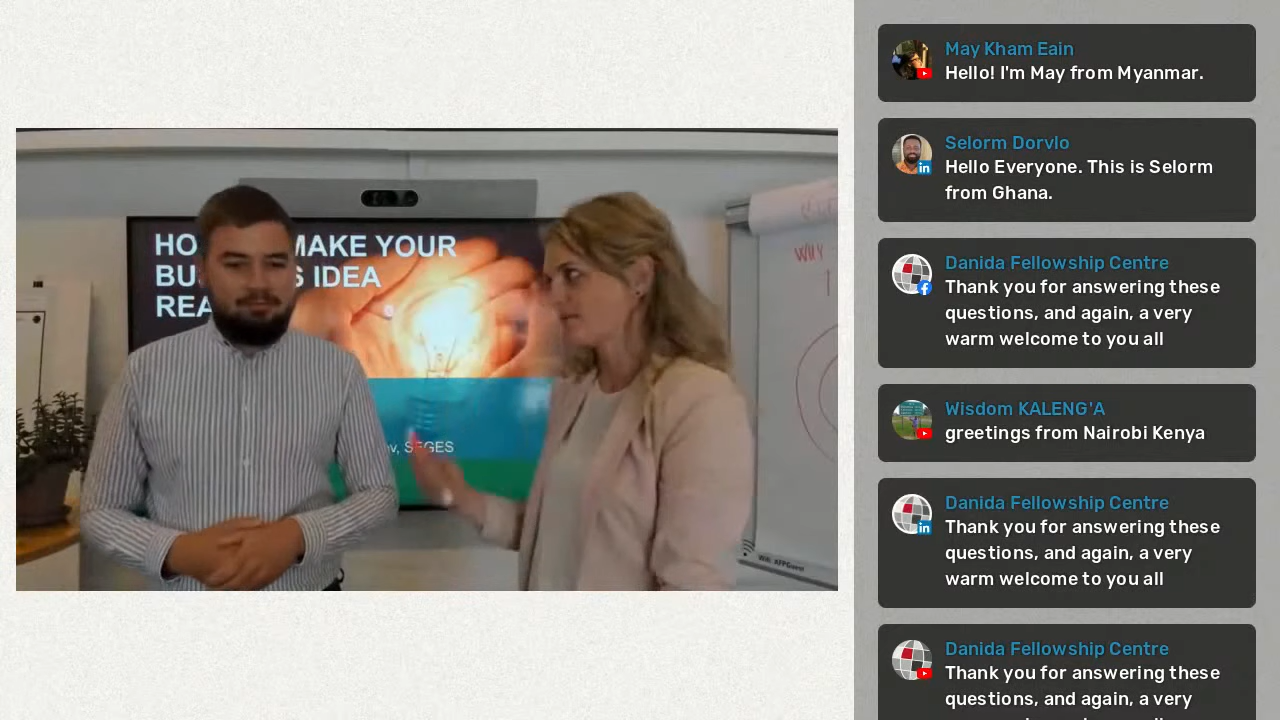 HO MAKE YOUR
BU S IDEA
REA
ov, SEGES
WHY
May Kham Eain
Hello! I'm May from Myanmar.
Selorm Dorvlo
Hello Everyone. This is Selorm
from Ghana.
Danida Fellowship Centre
Thank you for answering these
questions, and again, a very
warm welcome to you all
Wisdom KALENG'A
greetings from Nairobi Kenya
Danida Fellowship Centre
Thank you for answering these
questions, and again, a very
warm welcome to you all
Danida Fellowship Centre
Thank you for answering these
questions, and again, a very